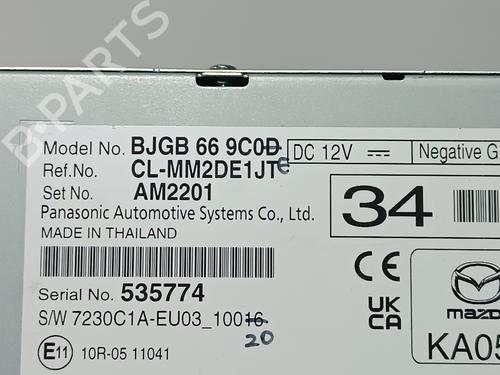 B-PARTS
Model No. BJGB 66 9C0D DC 12V Negative G
Ref.No. CL-MM2DE1JTe
Set No. AM2201
Panasonic Automotive Systems Co., Ltd.
MADE IN THAILAND
34
CE
Serial No. 535774
UK
CA
mazda
S/W 7230C1A-EU03_10016
20
E11 10R-05 11041
KA05